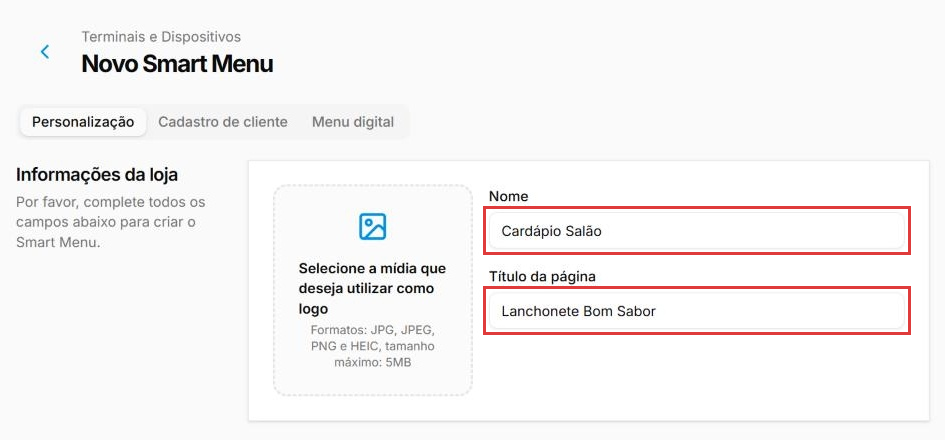 Terminais e Dispositivos
Novo Smart Menu
Personalização
Cadastro de cliente
Menu digital
Informações da loja
Por favor, complete todos os
campos abaixo para criar o
Smart Menu.
Selecione a mídia que
deseja utilizar como
logo
Formatos: JPG, JPEG,
PNG e HEIC, tamanho
máximo: 5MB
Nome
Cardápio Salão
Título da página
Lanchonete Bom Sabor